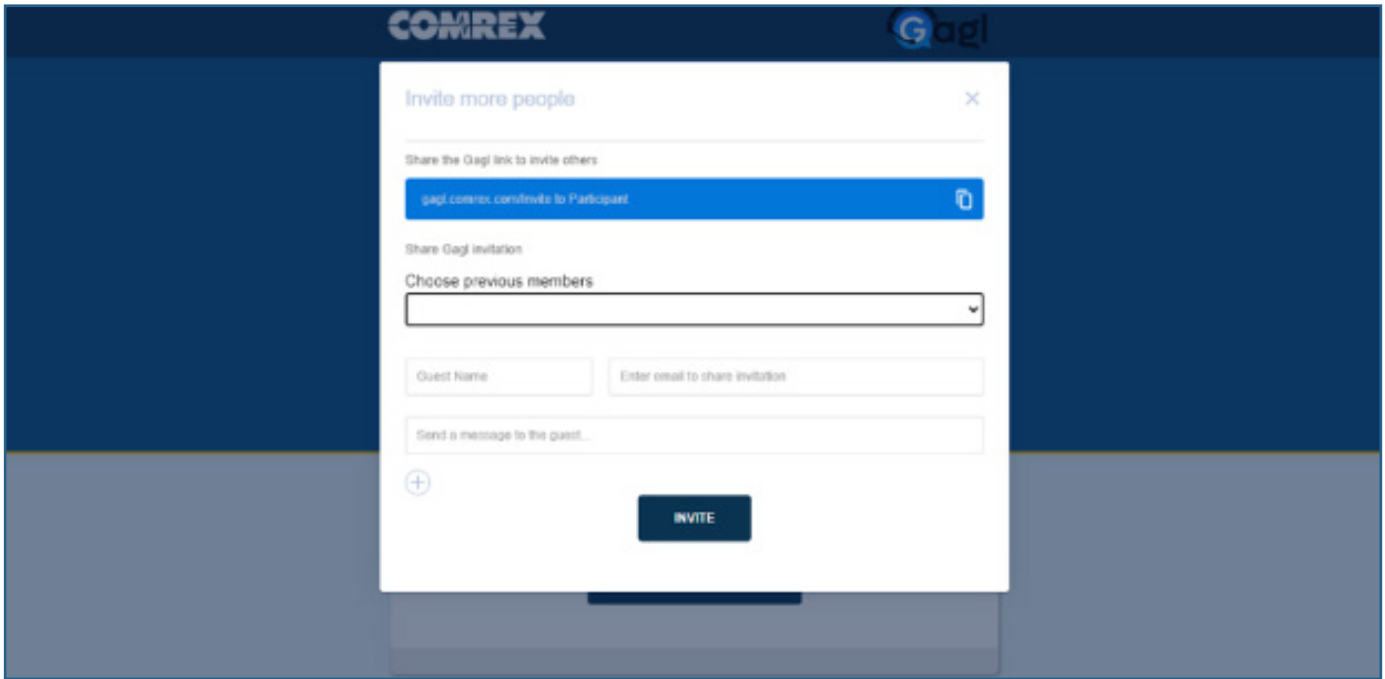 COMREX Gagl
Invite more people
Share the Gagl link to invite others
gagl.comrex.com/Invite to Participant
Share Gagl invitation
Choose previous members
Guest Name Enter email to share invitation
Send a message to the guest...
INVITE